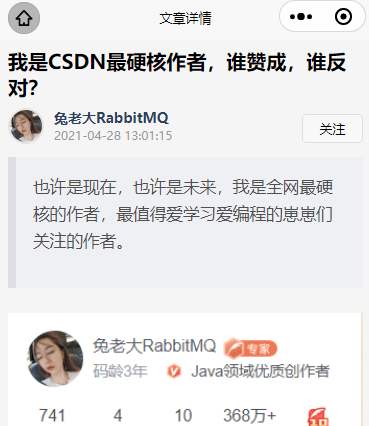 文章详情
我是CSDN最硬核作者，谁赞成，谁反
对？
兔老大RabbitMQ
2021-04-28 13:01:15
关注
也许是现在，也许是未来，我是全网最硬
核的作者，最值得爱学习爱编程的崽崽们
关注的作者。
兔老大RabbitMQ 专家
码龄3年 Java领域优质创作者
741 4 10 368万+